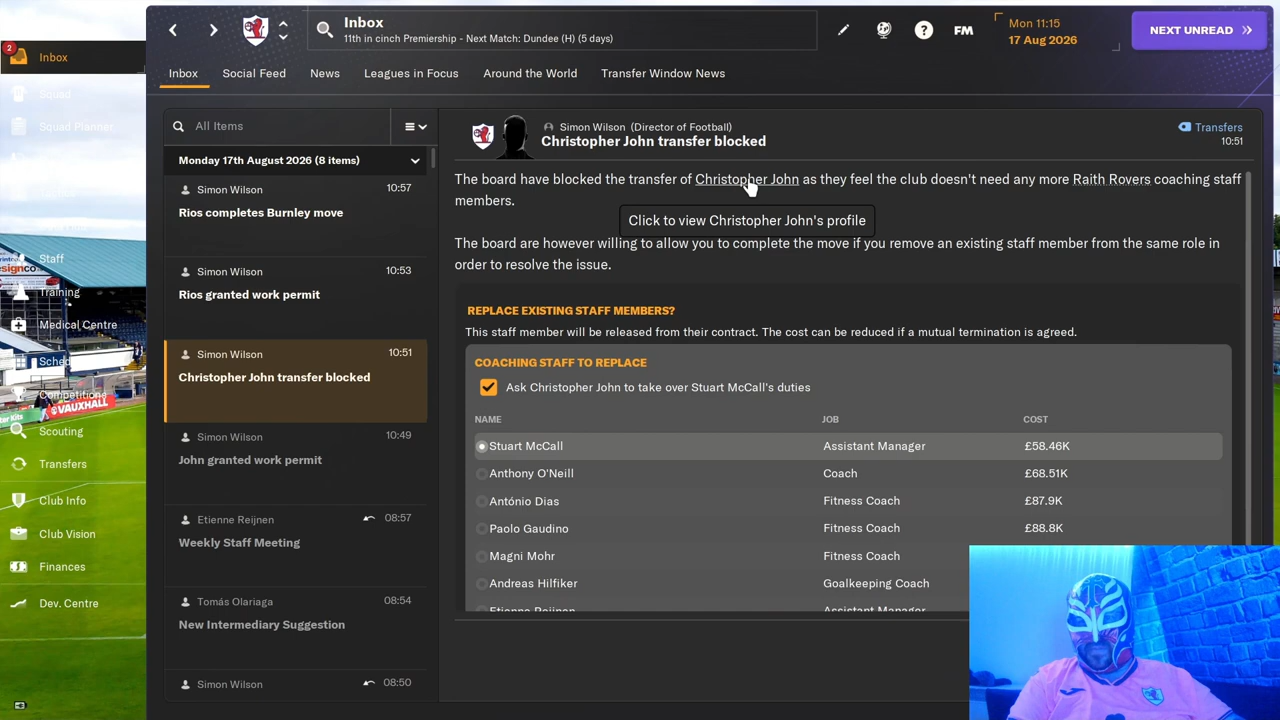 Inbox
11th in cinch Premiership - Next Match: Dundee (H) (5 days)
FM
Mon 11:15
17 Aug 2026
NEXT UNREAD
2
Inbox
Squad
Squad Planner
Staff
Training
Medical Centre
Sched
Competitions
VAUXHALL
Scouting
Transfers
Club Info
Club Vision
Finances
Dev. Centre
Inbox
Social Feed
News
Leagues in Focus
Around the World
Transfer Window News
All Items
Monday 17th August 2026 (8 items)
Simon Wilson 10:57
Rios completes Burnley move
Simon Wilson 10:53
Rios granted work permit
Simon Wilson 10:51
Christopher John transfer blocked
Simon Wilson 10:49
John granted work permit
Etienne Reijnen 08:57
Weekly Staff Meeting
Tomás Olariaga 08:54
New Intermediary Suggestion
Simon Wilson 08:50
Simon Wilson (Director of Football)
Christopher John transfer blocked
Transfers
10:51
The board have blocked the transfer of Christopher John as they feel the club doesn't need any more Raith Rovers coaching staff
members.
Click to view Christopher John's profile
The board are however willing to allow you to complete the move if you remove an existing staff member from the same role in
order to resolve the issue.
REPLACE EXISTING STAFF MEMBERS?
This staff member will be released from their contract. The cost can be reduced if a mutual termination is agreed.
COACHING STAFF TO REPLACE
Ask Christopher John to take over Stuart McCall's duties
NAME JOB COST
Stuart McCall Assistant Manager £58.46K
Anthony O'Neill Coach £68.51K
António Dias Fitness Coach £87.9K
Paolo Gaudino Fitness Coach £88.8K
Magni Mohr Fitness Coach
Andreas Hilfiker Goalkeeping Coach
Etienne Reijnen Assistant Manager